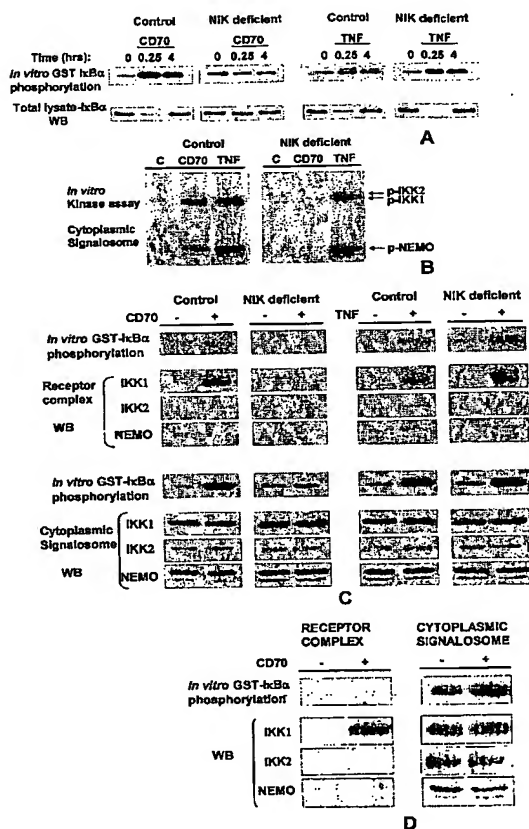 Control NIK deficient Control NIK deficient
CD70 CD70 TNF TNF
Time (hrs): 0 0.25 4 0 0.25 4 0 0.25 4 0 0.25 4
In vitro GST IκBα
phosphorylation
Total lysate-IκBα
WB
A
Control NIK deficient
C CD70 TNF C CD70 TNF
In vitro
Kinase assay
p-IKK2
p-IKK1
Cytoplasmic
Signalosome
p-NEMO
B
Control NIK deficient Control NIK deficient
CD70 - + - + TNF - + - +
In vitro GST-IκBα
phosphorylation
Receptor
complex
WB
IKK1
IKK2
NEMO
In vitro GST-IκBα
phosphorylation
Cytoplasmic
Signalosome
WB
IKK1
IKK2
NEMO
C
RECEPTOR
COMPLEX
CYTOPLASMIC
SIGNALOSOME
CD70 - + - +
In vitro GST-IκBα
phosphorylation
WB
IKK1
IKK2
NEMO
D